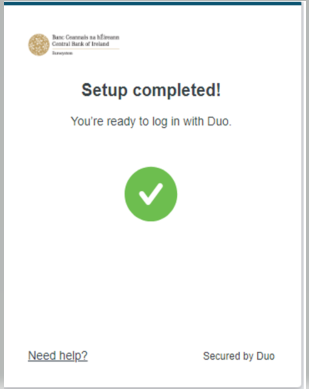 Banc Ceannais na hÉireann
Central Bank of Ireland
Eurosystem
Setup completed!
You're ready to log in with Duo.
Need help?
Secured by Duo